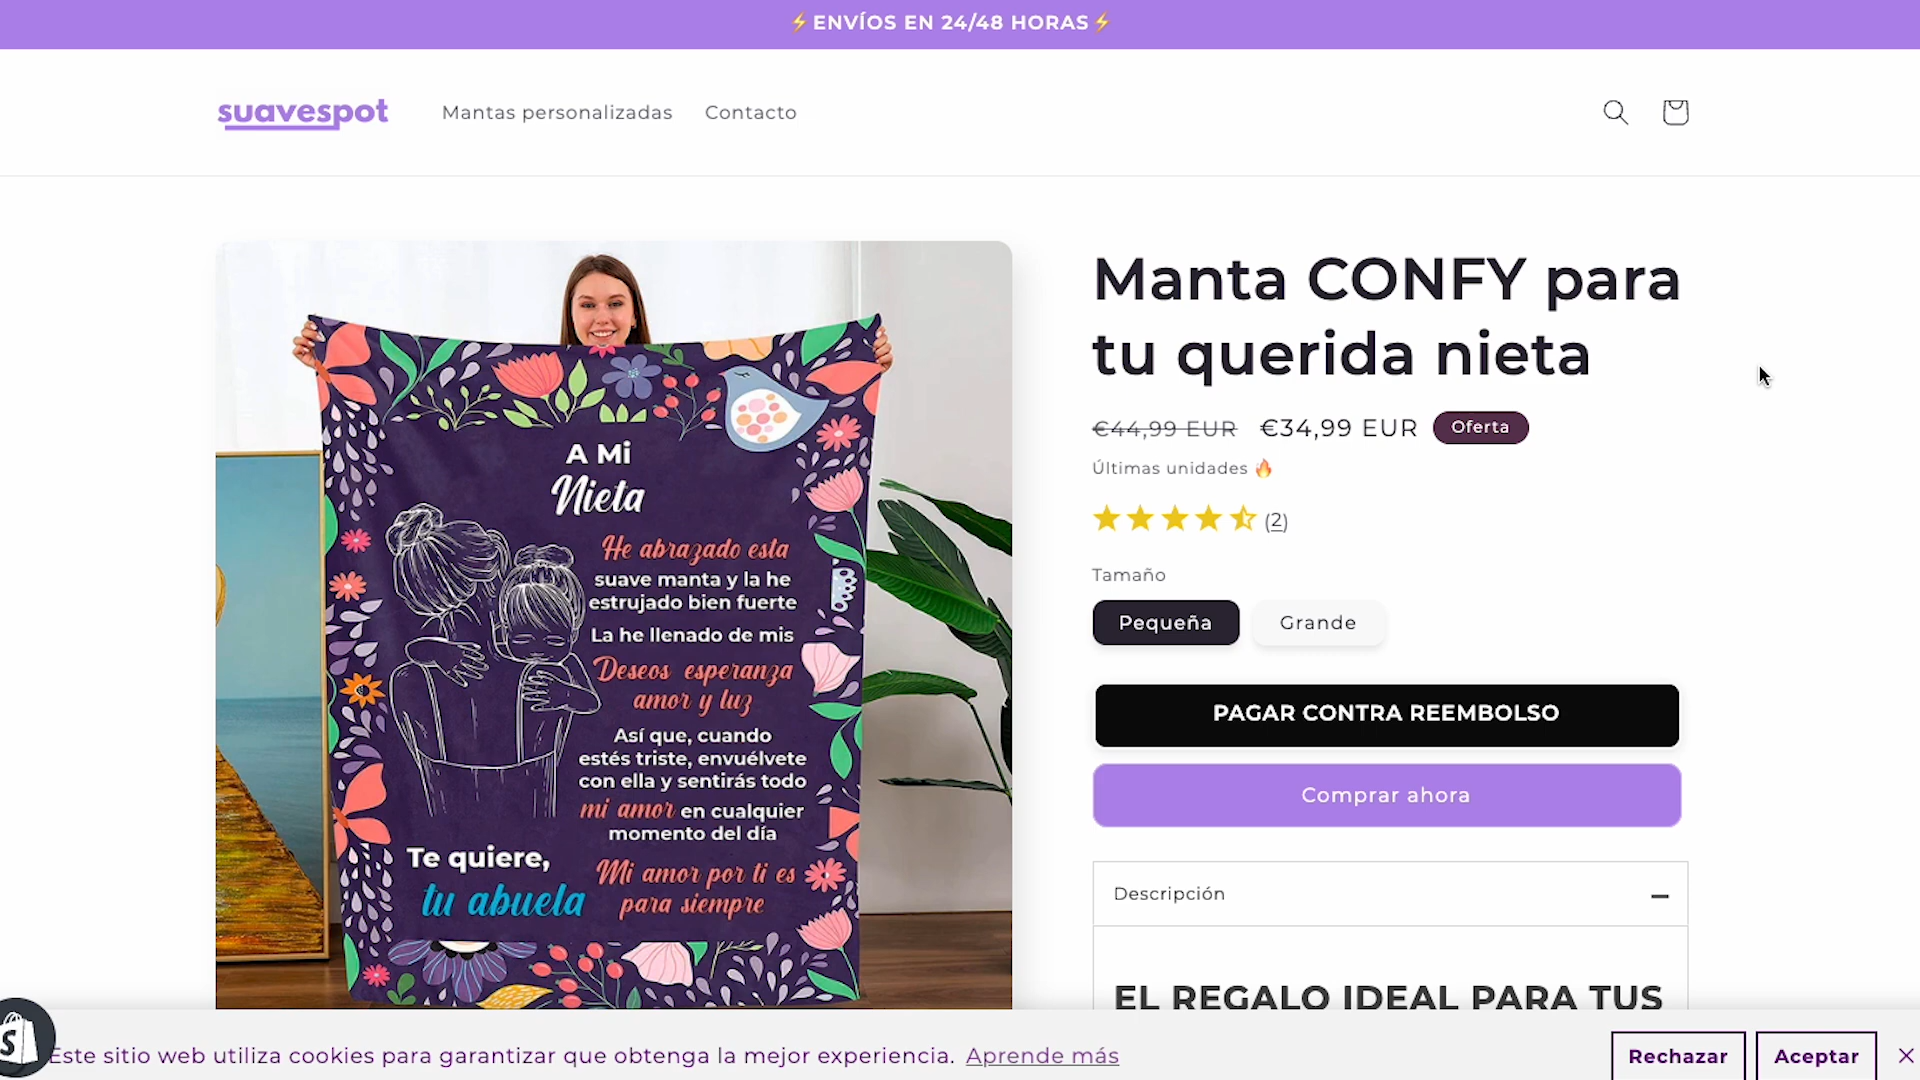 ⚡ENVÍOS EN 24/48 HORAS⚡
suavespot
Mantas personalizadas
Contacto
Manta CONFY para
tu querida nieta
€44,99 EUR €34,99 EUR Oferta
Últimas unidades 🔥
(2)
Tamaño
Pequeña
Grande
PAGAR CONTRA REEMBOLSO
Comprar ahora
Descripción
EL REGALO IDEAL PARA TUS
A Mi
Nieta
He abrazado esta
suave manta y la he
estrujado bien fuerte
La he llenado de mis
Deseos esperanza
amor y luz
Así que, cuando
estés triste, envuélvete
con ella y sentirás todo
mi amor en cualquier
momento del día
Mi amor por ti es
para siempre
Te quiere,
tu abuela
Este sitio web utiliza cookies para garantizar que obtenga la mejor experiencia. Aprende más
Rechazar
Aceptar